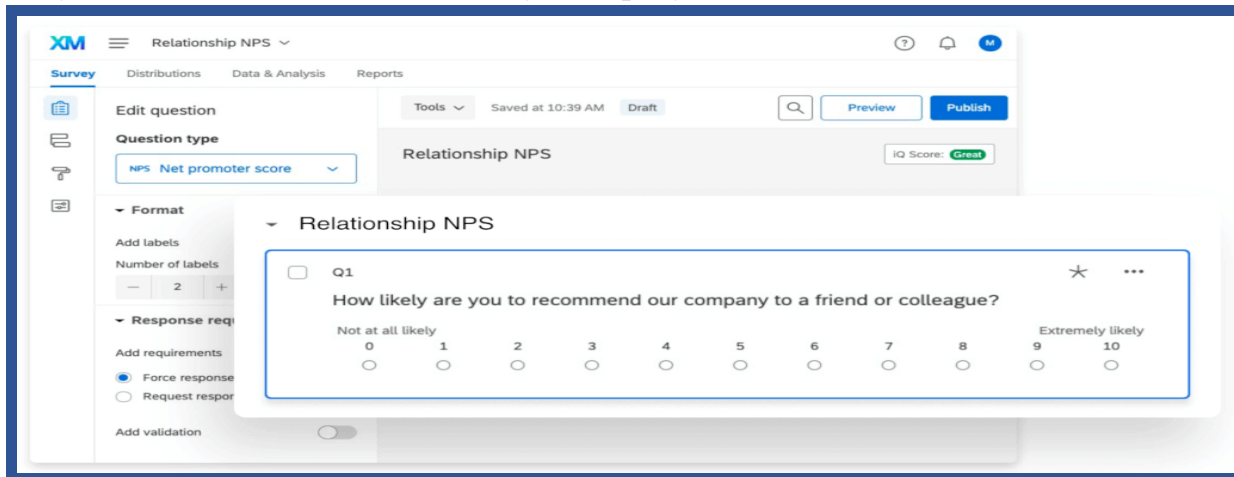 XM Relationship NPS ? M
Survey Distributions Data & Analysis Reports
Edit question
Tools Saved at 10:39 AM Draft Preview Publish
Question type
NPS Net promoter score
Relationship NPS
iQ Score: Great
Format
Add labels
Number of labels
— 2 +
Response requ
Add requirements
Force response
Request respor
Add validation
Relationship NPS
Q1
How likely are you to recommend our company to a friend or colleague?
Not at all likely Extremely likely
0 1 2 3 4 5 6 7 8 9 10